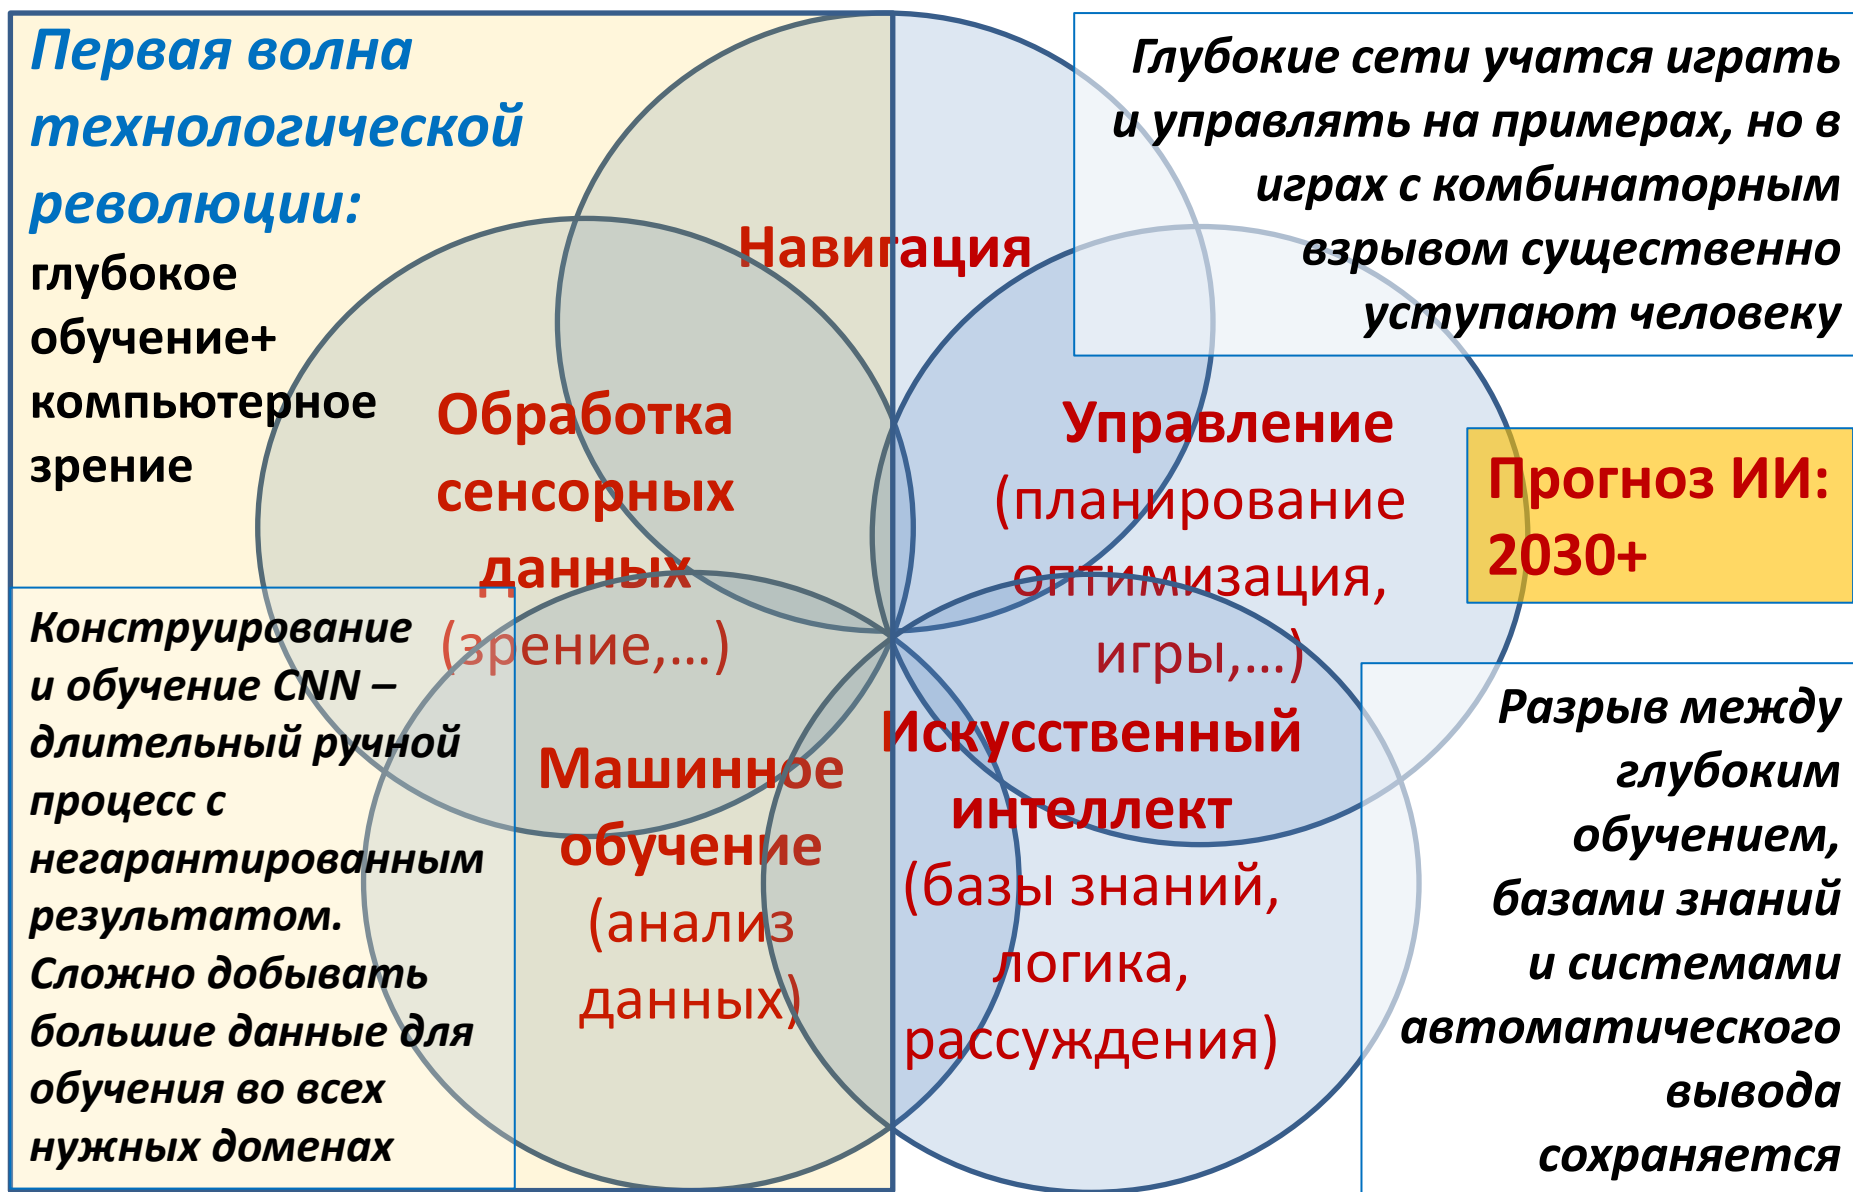 Первая волна
технологической
революции:
глубокое
обучение+
компьютерное
зрение
Глубокие сети учатся играть
и управлять на примерах, но в
играх с комбинаторным
взрывом существенно
уступают человеку
Навигация
Обработка
сенсорных
данных
(зрение,...)
Управление
(планирование
оптимизация,
игры,...)
Прогноз ИИ:
2030+
Конструирование
и обучение CNN –
длительный ручной
процесс с
негарантированным
результатом.
Сложно добывать
большие данные для
обучения во всех
нужных доменах
Машинное
обучение
(анализ
данных)
Искусственный
интеллект
(базы знаний,
логика,
рассуждения)
Разрыв между
глубоким
обучением,
базами знаний
и системами
автоматического
вывода
сохраняется